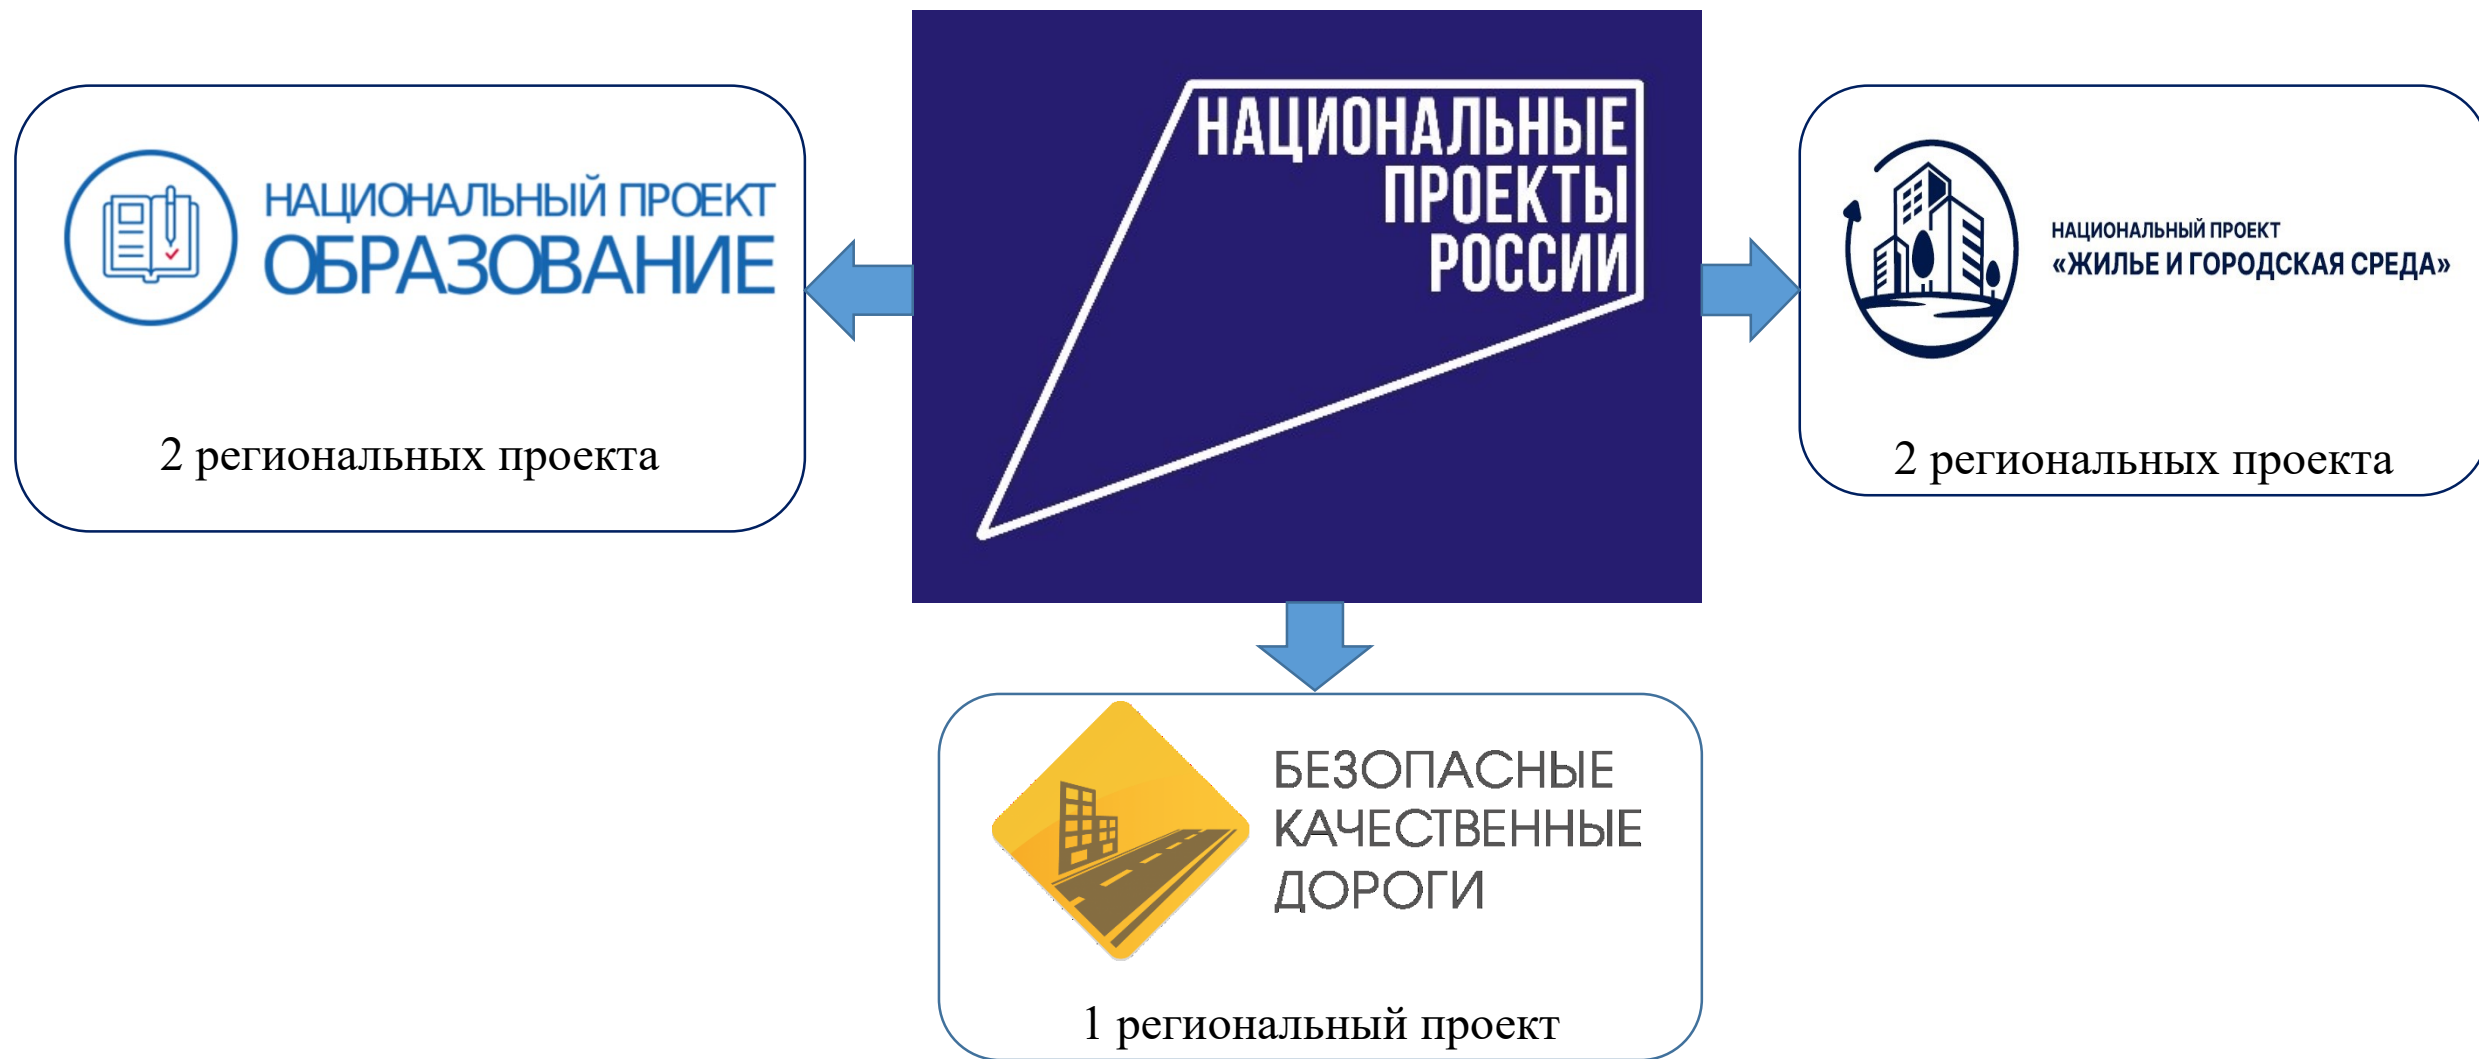 НАЦИОНАЛЬНЫЙ ПРОЕКТ
ОБРАЗОВАНИЕ
2 региональных проекта
НАЦИОНАЛЬНЫЕ
ПРОЕКТЫ
РОССИИ
НАЦИОНАЛЬНЫЙ ПРОЕКТ
«ЖИЛЬЕ И ГОРОДСКАЯ СРЕДА»
2 региональных проекта
БЕЗОПАСНЫЕ
КАЧЕСТВЕННЫЕ
ДОРОГИ
1 региональный проект